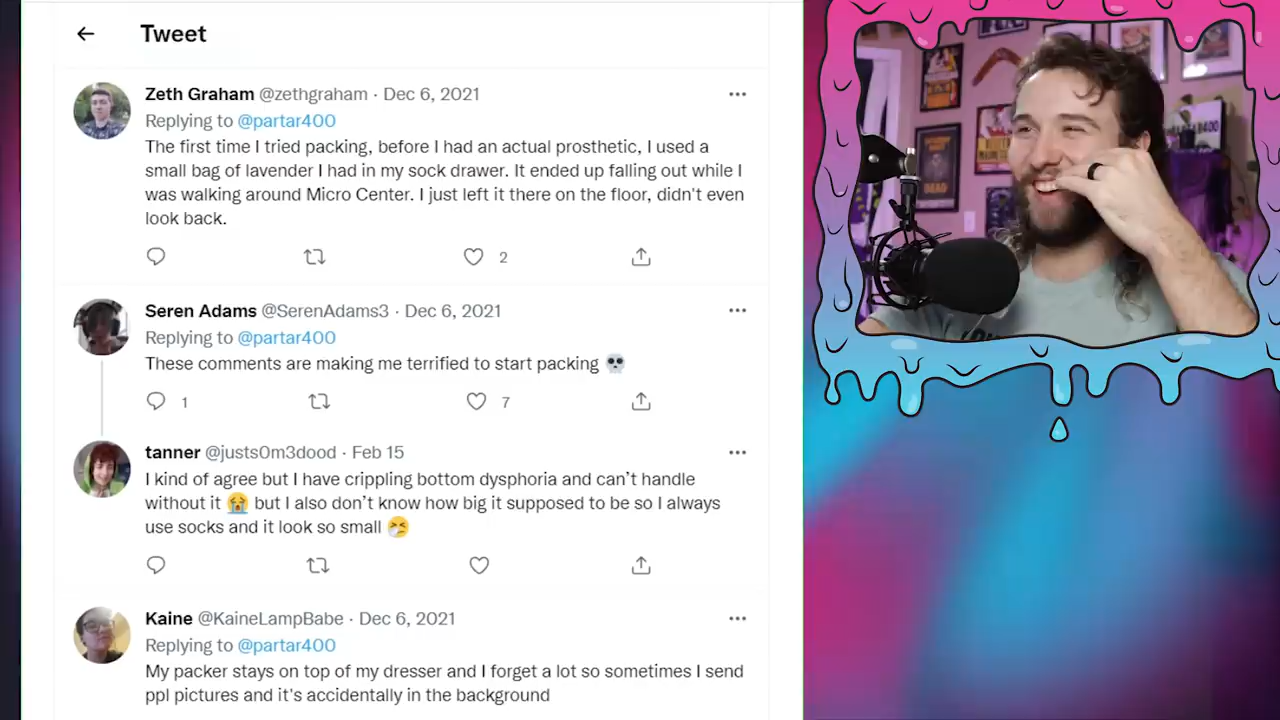 Tweet
Zeth Graham @zethgraham · Dec 6, 2021
Replying to @partar400
The first time I tried packing, before I had an actual prosthetic, I used a
small bag of lavender I had in my sock drawer. It ended up falling out while I
was walking around Micro Center. I just left it there on the floor, didn't even
look back.
2
Seren Adams @SerenAdams3 · Dec 6, 2021
Replying to @partar400
These comments are making me terrified to start packing 💀
1 7
tanner @justs0m3dood · Feb 15
I kind of agree but I have crippling bottom dysphoria and can’t handle
without it 😭 but I also don’t know how big it supposed to be so I always
use socks and it look so small 🤧
Kaine @KaineLampBabe · Dec 6, 2021
Replying to @partar400
My packer stays on top of my dresser and I forget a lot so sometimes I send
ppl pictures and it's accidentally in the background